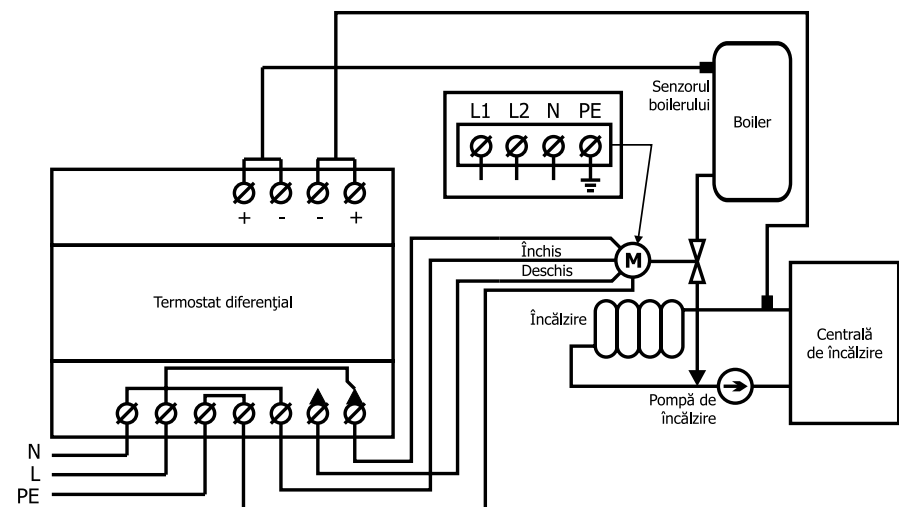 Senzorul
boilerului
Boiler
L1 L2 N PE
+ - - +
Închis
Deschis
M
Termostat diferenţial
Încălzire
Centrală
de încălzire
Pompă de
încălzire
N
L
PE